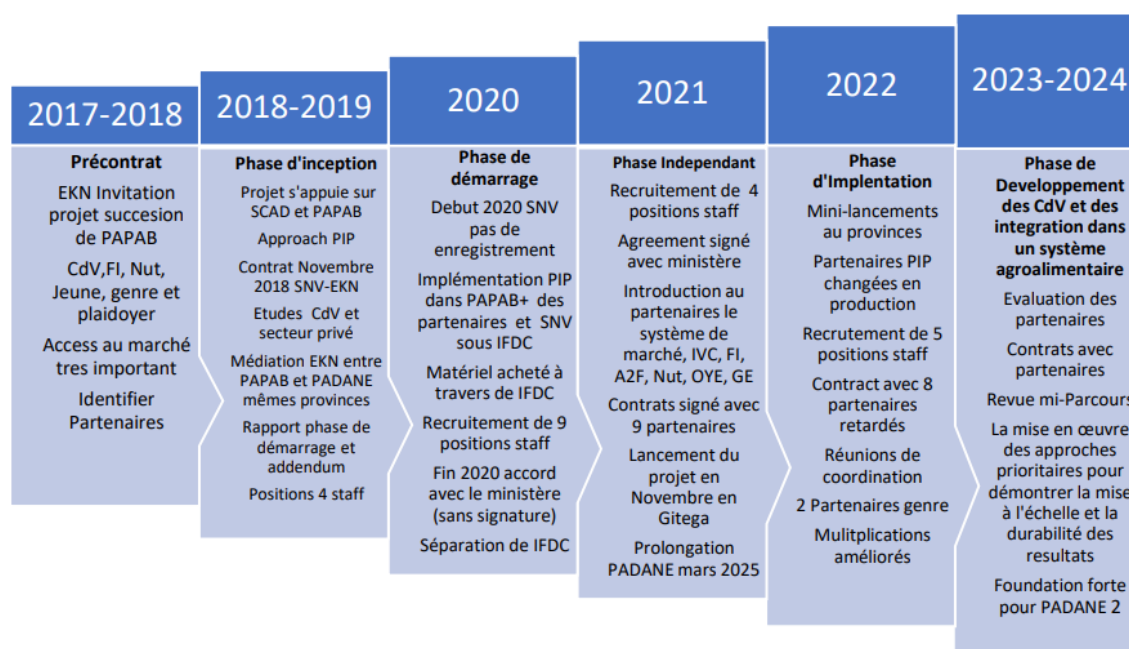 2017-2018
Précontrat
EKN Invitation
projet succesion
de PAPAB
CdV,FI, Nut,
Jeune, genre et
plaidoyer
Access au marché
tres important
Identifier
Partenaires
2018-2019
Phase d'inception
Projet s'appuie sur
SCAD et PAPAB
Approach PIP
Contrat Novembre
2018 SNV-EKN
Etudes CdV et
secteur privé
Médiation EKN entre
PAPAB et PADANE
mêmes provinces
Rapport phase de
démarrage et
addendum
Positions 4 staff
2020
Phase de
démarrage
Debut 2020 SNV
pas de
enregistrement
Implémentation PIP
dans PAPAB+ des
partenaires et SNV
sous IFDC
Matériel acheté à
travers de IFDC
Recruitement de 9
positions staff
Fin 2020 accord
avec le ministère
(sans signature)
Séparation de IFDC
2021
Phase Independant
Recruitement de 4
positions staff
Agreement signé
avec ministère
Introduction au
partenaires le
système de
marché, IVC, FI,
A2F, Nut, OYE, GE
Contrats signé avec
9 partenaires
Lancement du
projet en
Novembre en
Gitega
Prolongation
PADANE mars 2025
2022
Phase
d'Implentation
Mini-lancements
au provinces
Partenaires PIP
changées en
production
Recrutement de 5
positions staff
Contract avec 8
partenaires
retardés
Réunions de
coordination
2 Partenaires genre
Mulitplications
améliorés
2023-2024
Phase de
Developpement
des CdV et des
integration dans
un système
agroalimentaire
Evaluation des
partenaires
Contrats avec
partenaires
Revue mi-Parcours
La mise en œuvre
des approches
prioritaires pour
démontrer la mise
à l'échelle et la
durabilité des
resultats
Foundation forte
pour PADANE 2